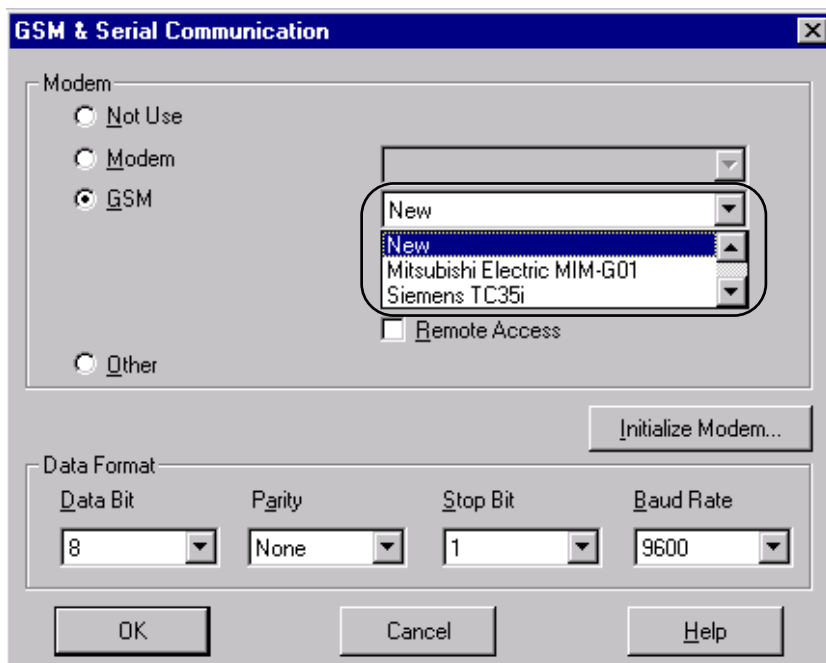 GSM & Serial Communication
Modem
Not Use
Modem
GSM
New
New
Mitsubishi Electric MIM-G01
Siemens TC35i
Remote Access
Other
Initialize Modem...
Data Format
Data Bit Parity Stop Bit Baud Rate
8 None 1 9600
OK Cancel Help